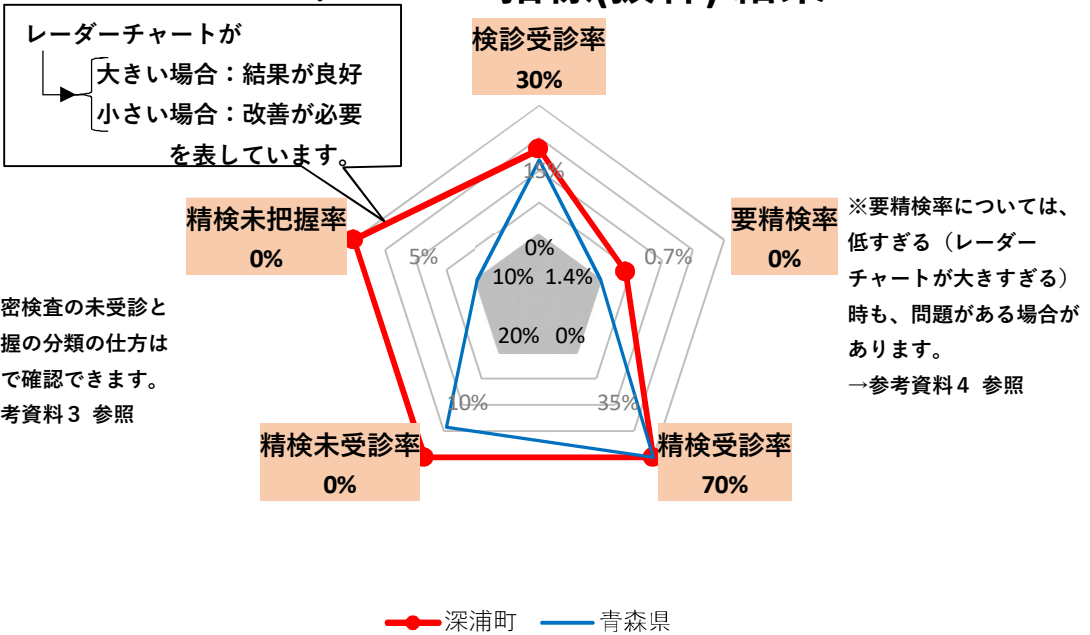 レーダーチャートが
大きい場合：結果が良好
小さい場合：改善が必要
を表しています。
検診受診率
30%
15%
精検未把握率
0%
5%
要精検率
0%
0.7%
※要精検率については、
低すぎる（レーダー
チャートが大きすぎる）
時も、問題がある場合が
あります。
→参考資料４ 参照
0%
10% 1.4%
20% 0%
密検査の未受診と
握の分類の仕方は
で確認できます。
考資料３ 参照
10%
35%
精検未受診率
0%
精検受診率
70%
深浦町
青森県